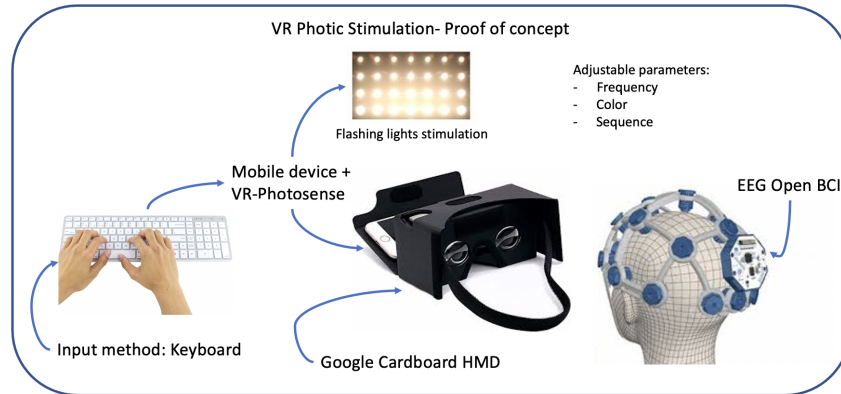 VR Photic Stimulation- Proof of concept
Adjustable parameters:
- Frequency
- Color
- Sequence
Flashing lights stimulation
Mobile device +
VR-Photosense
EEG Open BCI
Input method: Keyboard
Google Cardboard HMD